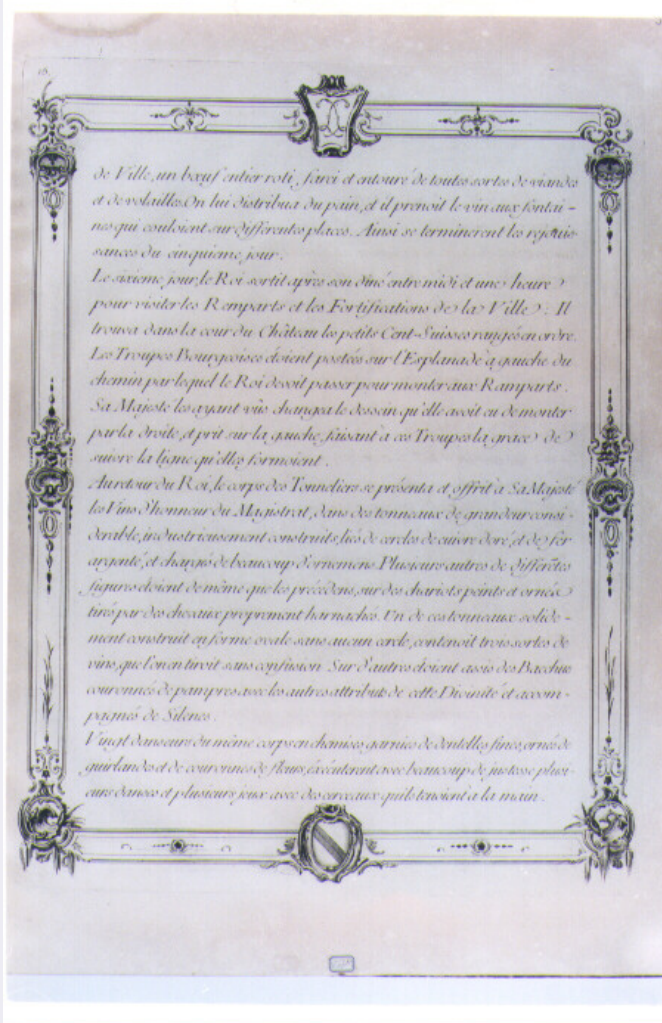 16.
de Ville, un bœuf entier roti, farci et entouré de toutes sortes de viandes
et de volailles. On lui distribua du pain, et il prenoit le vin aux fontai-
nes qui couloient sur différentes places. Ainsi se terminèrent les rejouis-
sances du cinquieme jour.
Le sixieme jour, le Roi sortit après son diné entre midi et une heure
pour visiter les Remparts et les Fortifications de la Ville. Il
trouva dans la cour du Château les petits Cent-Suisses rangés en ordre.
Les Troupes Bourgeoises étoient postées sur l'Esplanade à gauche du
chemin par lequel le Roi devoit passer pour monter aux Remparts.
Sa Majesté les ayant vûs changea le dessein qu'elle avoit eu de monter
par la droite, et prit sur la gauche, faisant à ces Troupes la grace de
suivre la ligne qu'elles formoient.
Au retour du Roi, le corps des Tonneliers se présenta et offrit à Sa Majesté
les Vins d'honneur du Magistrat, dans des tonneaux de grandeur consi-
derable, industrieusement construits, liés de cercles de cuivre doré, et de fer
argenté, et chargés de beaucoup d'ornemens. Plusieurs autres de differêtes
figures étoient de même que les précédens, sur des chariots peints et ornés
tirés par des chevaux proprement harnachés. Un de ces tonneaux solide-
ment construit en forme ovale sans aucun cercle, contenoit trois sortes de
vins, que l'on en tiroit sans confusion. Sur d'autres étoient assis des Bacchus
couronnés de pampres avec les autres attributs de cette Divinité et accom-
pagnés de Silenes.
Vingt danseurs du même corps en chemises, garnies de dentelles fines, ornés de
guirlandes et de couronnes de fleurs, éxécuterent avec beaucoup de justesse plusi-
eurs danses et plusieurs jeux avec des cerceaux qu'ils tenoient à la main.